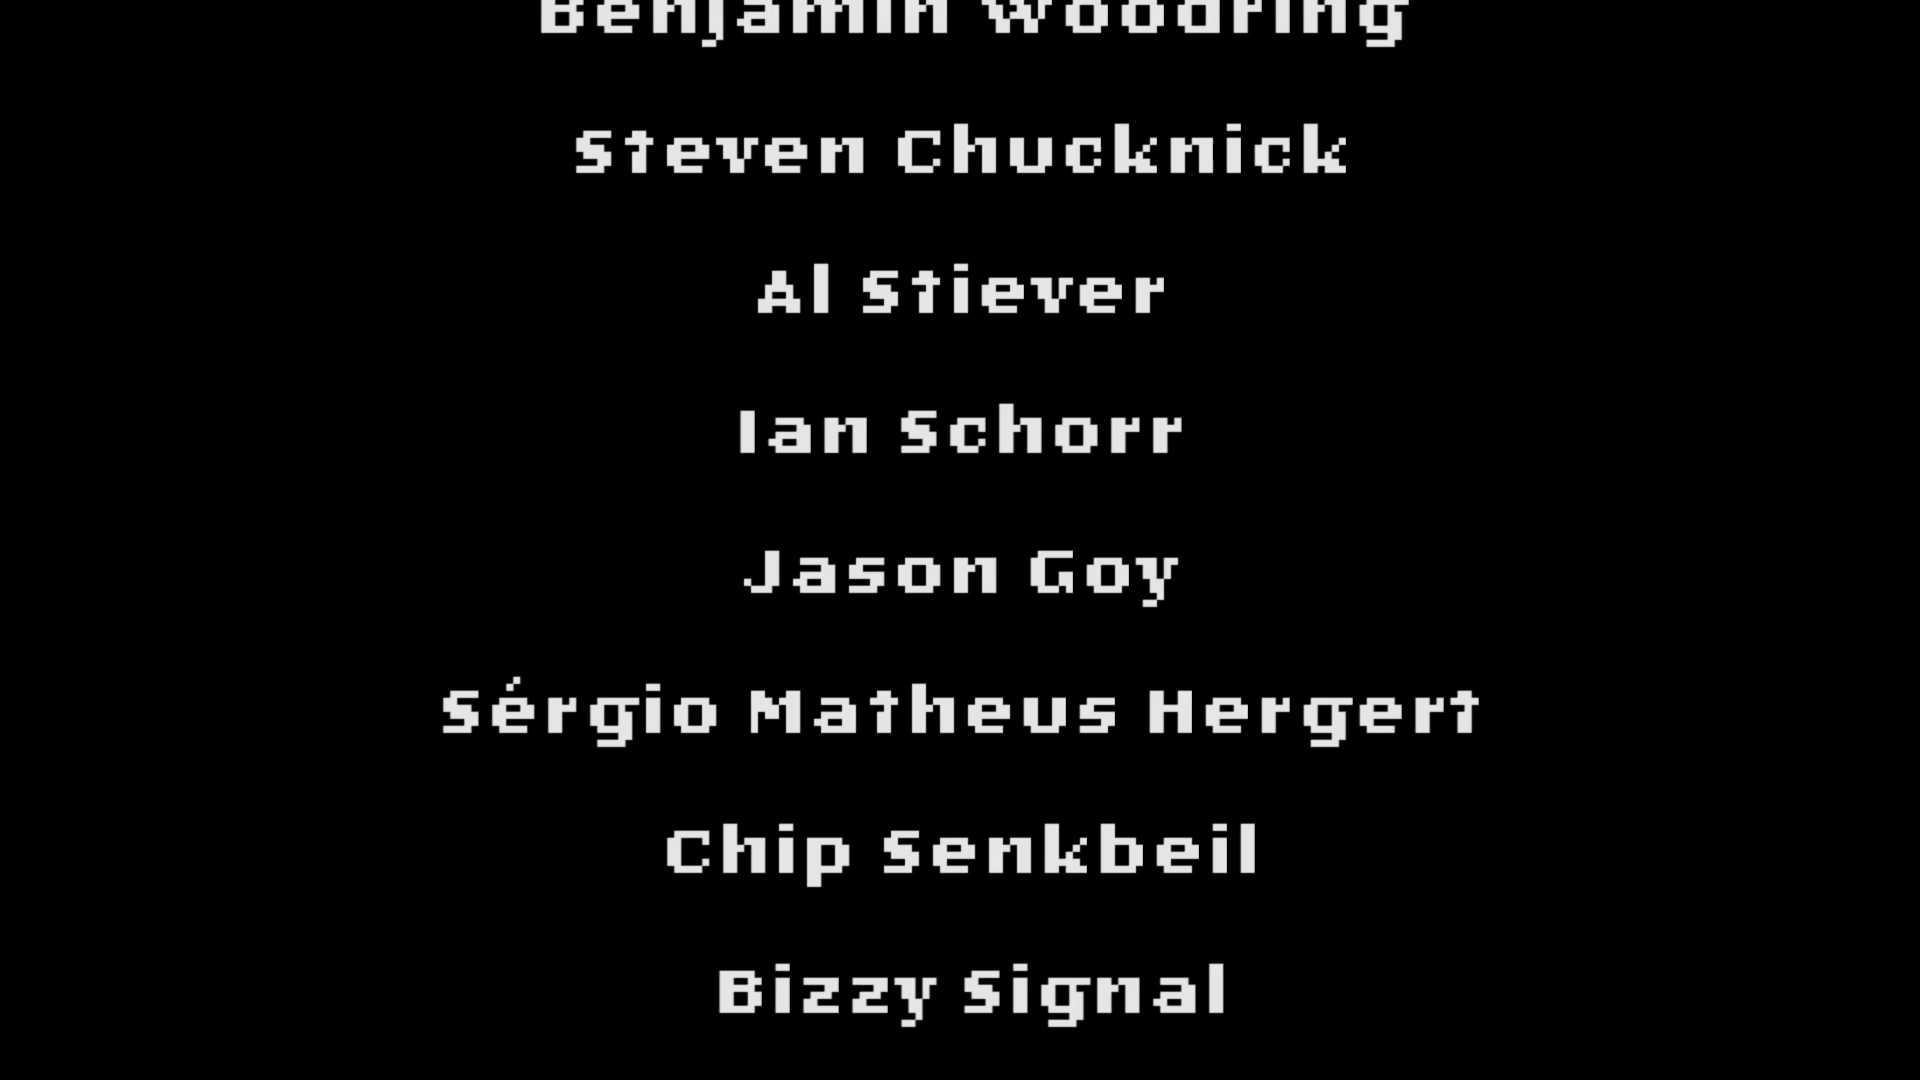 Benjamin Woodring
Steven Chucknick
Al Stiever
Ian Schorr
Jason Goy
Sérgio Matheus Hergert
Chip Senkbeil
Bizzy Signal